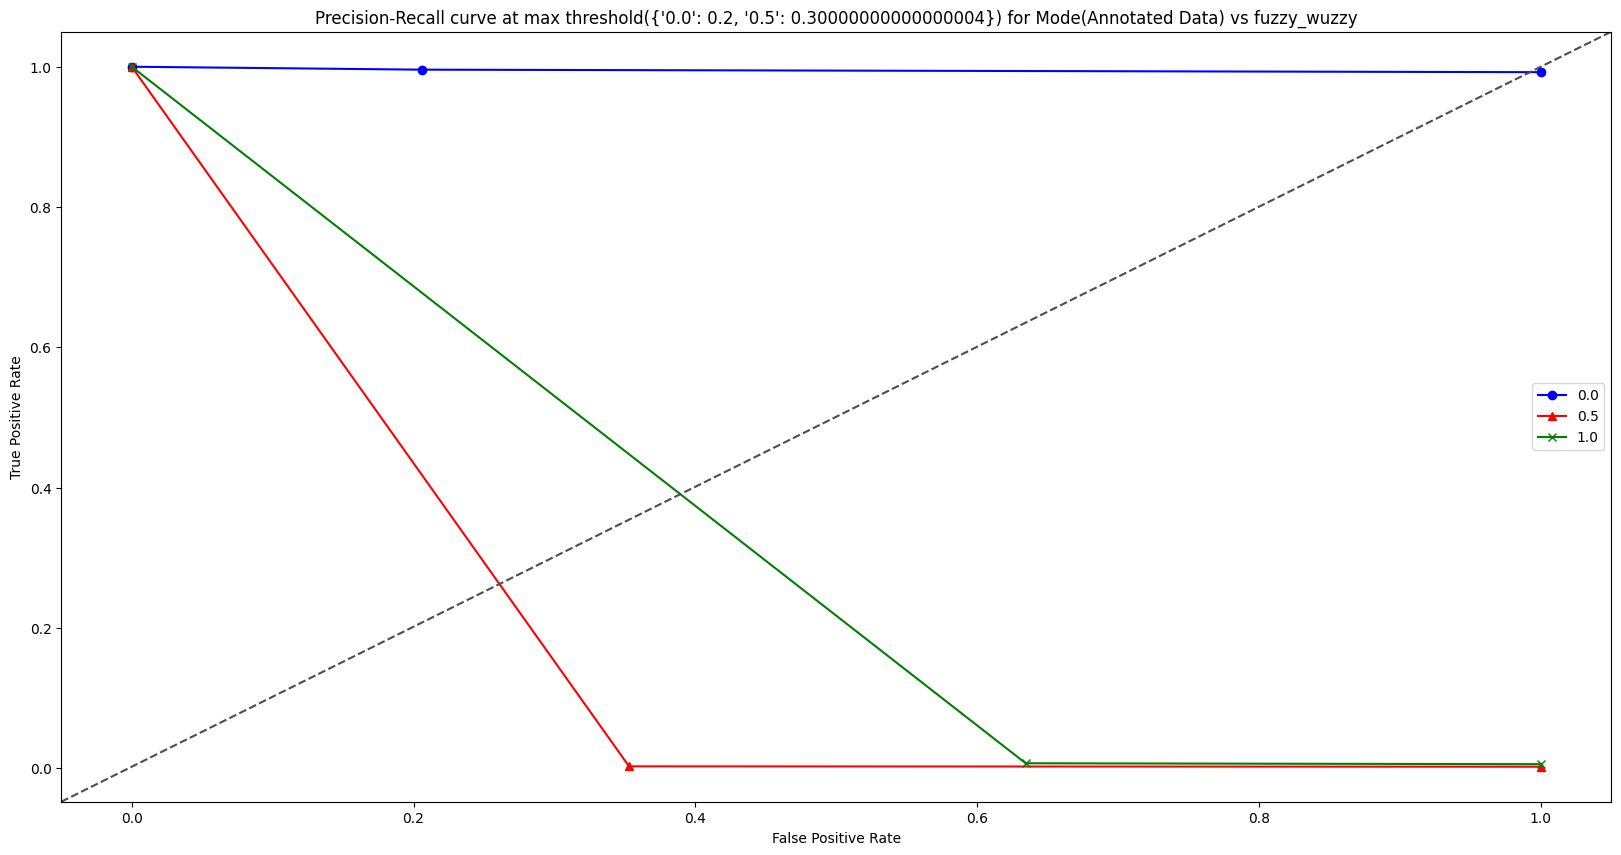 Precision-Recall curve at max threshold({'0.0': 0.2, '0.5': 0.30000000000000004}) for Mode(Annotated Data) vs fuzzy_wuzzy
1.0
0.8
0.6
0.4
0.2
0.0
True Positive Rate
0.0
0.5
1.0
0.0 0.2 0.4 0.6 0.8 1.0
False Positive Rate